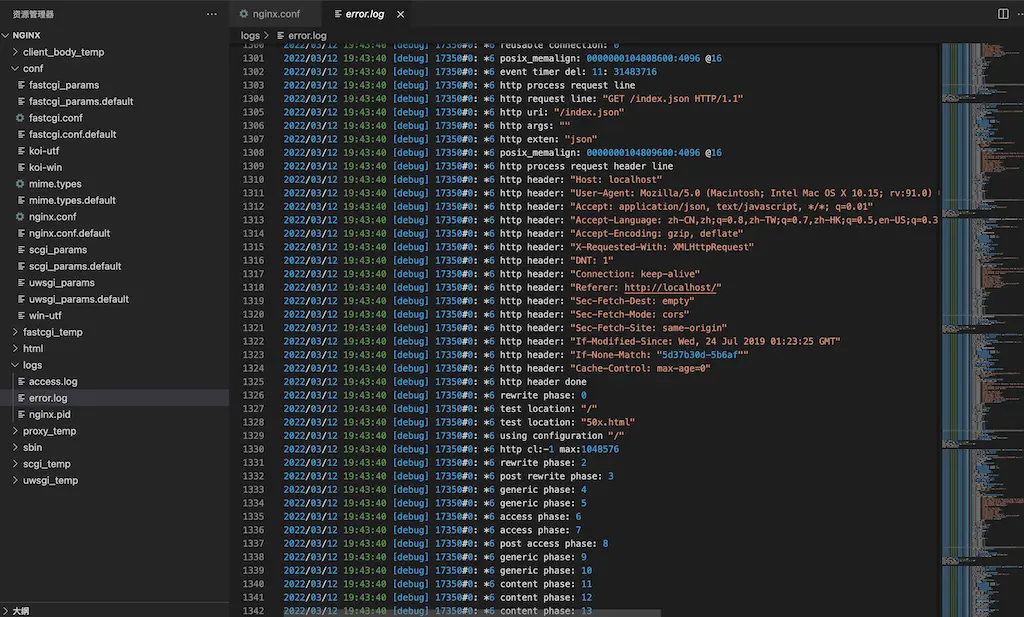 资源管理器 ...
NGINX
client_body_temp
conf
fastcgi_params
fastcgi_params.default
fastcgi.conf
fastcgi.conf.default
koi-utf
koi-win
mime.types
mime.types.default
nginx.conf
nginx.conf.default
scgi_params
scgi_params.default
uwsgi_params
uwsgi_params.default
win-utf
fastcgi_temp
html
logs
access.log
error.log
nginx.pid
proxy_temp
sbin
scgi_temp
uwsgi_temp
大纲
nginx.conf error.log
logs > error.log
1300 2022/03/12 19:43:40 [debug] 17350#0: *6 reusable connection: 0
1301 2022/03/12 19:43:40 [debug] 17350#0: *6 posix_memalign: 0000000104808600:4096 @16
1302 2022/03/12 19:43:40 [debug] 17350#0: *6 event timer del: 11: 31483716
1303 2022/03/12 19:43:40 [debug] 17350#0: *6 http process request line
1304 2022/03/12 19:43:40 [debug] 17350#0: *6 http request line: "GET /index.json HTTP/1.1"
1305 2022/03/12 19:43:40 [debug] 17350#0: *6 http uri: "/index.json"
1306 2022/03/12 19:43:40 [debug] 17350#0: *6 http args: ""
1307 2022/03/12 19:43:40 [debug] 17350#0: *6 http exten: "json"
1308 2022/03/12 19:43:40 [debug] 17350#0: *6 posix_memalign: 0000000104809600:4096 @16
1309 2022/03/12 19:43:40 [debug] 17350#0: *6 http process request header line
1310 2022/03/12 19:43:40 [debug] 17350#0: *6 http header: "Host: localhost"
1311 2022/03/12 19:43:40 [debug] 17350#0: *6 http header: "User-Agent: Mozilla/5.0 (Macintosh; Intel Mac OS X 10.15; rv:91.0)
1312 2022/03/12 19:43:40 [debug] 17350#0: *6 http header: "Accept: application/json, text/javascript, */*; q=0.01"
1313 2022/03/12 19:43:40 [debug] 17350#0: *6 http header: "Accept-Language: zh-CN,zh;q=0.8,zh-TW;q=0.7,zh-HK;q=0.5,en-US;q=0.3
1314 2022/03/12 19:43:40 [debug] 17350#0: *6 http header: "Accept-Encoding: gzip, deflate"
1315 2022/03/12 19:43:40 [debug] 17350#0: *6 http header: "X-Requested-With: XMLHttpRequest"
1316 2022/03/12 19:43:40 [debug] 17350#0: *6 http header: "DNT: 1"
1317 2022/03/12 19:43:40 [debug] 17350#0: *6 http header: "Connection: keep-alive"
1318 2022/03/12 19:43:40 [debug] 17350#0: *6 http header: "Referer: http://localhost/"
1319 2022/03/12 19:43:40 [debug] 17350#0: *6 http header: "Sec-Fetch-Dest: empty"
1320 2022/03/12 19:43:40 [debug] 17350#0: *6 http header: "Sec-Fetch-Mode: cors"
1321 2022/03/12 19:43:40 [debug] 17350#0: *6 http header: "Sec-Fetch-Site: same-origin"
1322 2022/03/12 19:43:40 [debug] 17350#0: *6 http header: "If-Modified-Since: Wed, 24 Jul 2019 01:23:25 GMT"
1323 2022/03/12 19:43:40 [debug] 17350#0: *6 http header: "If-None-Match: "5d37b30d-5b6af""
1324 2022/03/12 19:43:40 [debug] 17350#0: *6 http header: "Cache-Control: max-age=0"
1325 2022/03/12 19:43:40 [debug] 17350#0: *6 http header done
1326 2022/03/12 19:43:40 [debug] 17350#0: *6 rewrite phase: 0
1327 2022/03/12 19:43:40 [debug] 17350#0: *6 test location: "/"
1328 2022/03/12 19:43:40 [debug] 17350#0: *6 test location: "50x.html"
1329 2022/03/12 19:43:40 [debug] 17350#0: *6 using configuration "/"
1330 2022/03/12 19:43:40 [debug] 17350#0: *6 http cl:-1 max:1048576
1331 2022/03/12 19:43:40 [debug] 17350#0: *6 rewrite phase: 2
1332 2022/03/12 19:43:40 [debug] 17350#0: *6 post rewrite phase: 3
1333 2022/03/12 19:43:40 [debug] 17350#0: *6 generic phase: 4
1334 2022/03/12 19:43:40 [debug] 17350#0: *6 generic phase: 5
1335 2022/03/12 19:43:40 [debug] 17350#0: *6 access phase: 6
1336 2022/03/12 19:43:40 [debug] 17350#0: *6 access phase: 7
1337 2022/03/12 19:43:40 [debug] 17350#0: *6 post access phase: 8
1338 2022/03/12 19:43:40 [debug] 17350#0: *6 generic phase: 9
1339 2022/03/12 19:43:40 [debug] 17350#0: *6 generic phase: 10
1340 2022/03/12 19:43:40 [debug] 17350#0: *6 content phase: 11
1341 2022/03/12 19:43:40 [debug] 17350#0: *6 content phase: 12
1342 2022/03/12 19:43:40 [debug] 17350#0: *6 content phase: 13